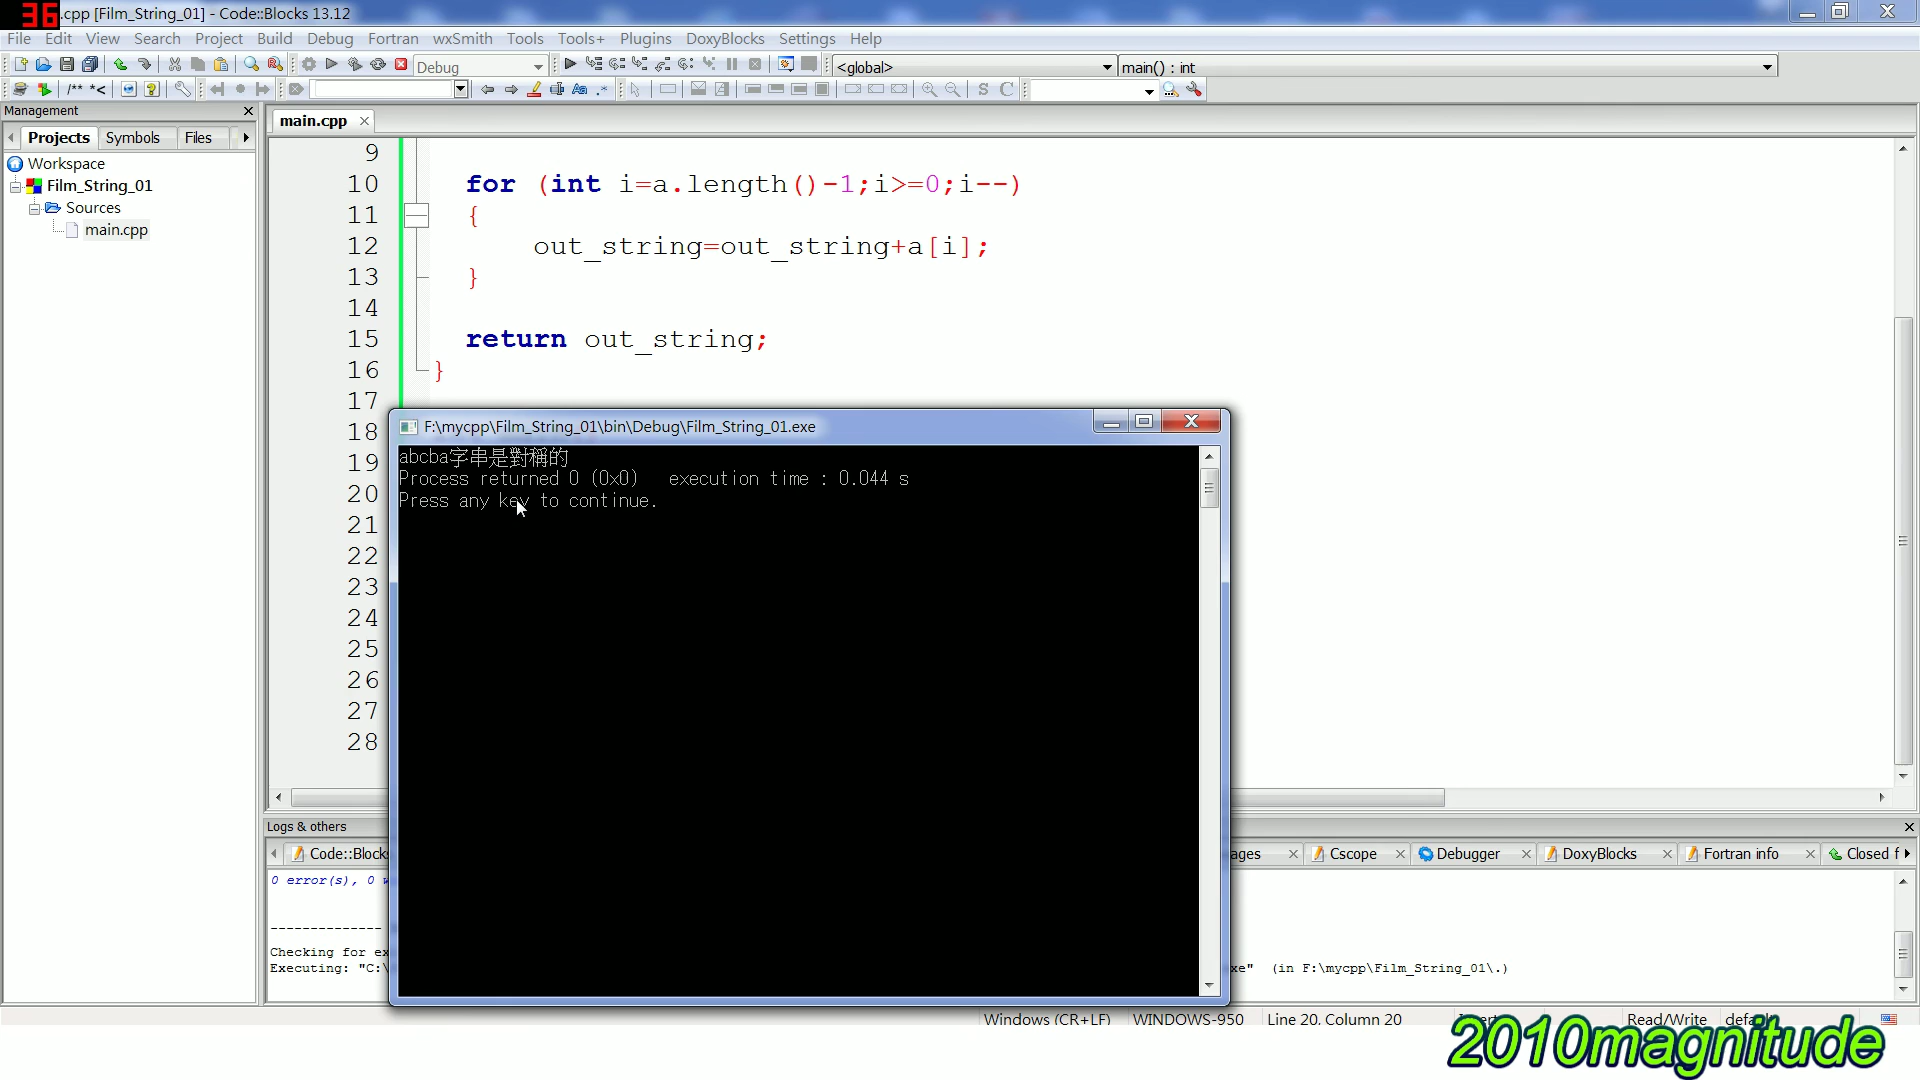 36.cpp [Film_String_01] - Code::Blocks 13.12
File Edit View Search Project Build Debug Fortran wxSmith Tools Tools+ Plugins DoxyBlocks Settings Help
Debug <global> main() : int
/** *< Aa .* S C
Management
Projects Symbols Files
main.cpp
Workspace
Film_String_01
Sources
main.cpp
9
10 for (int i=a.length()-1;i>=0;i--)
11 {
12 out_string=out_string+a[i];
13 }
14
15 return out_string;
16 }
17
18
19
20
21
22
23
24
25
26
27
28
F:\mycpp\Film_String_01\bin\Debug\Film_String_01.exe
abcba字串是對稱的
Process returned 0 (0x0) execution time : 0.044 s
Press any key to continue.
Logs & others
Code::Blocks ages Cscope Debugger DoxyBlocks Fortran info Closed f
0 error(s), 0 w
--------------
Checking for ex
Executing: "C:\ xe" (in F:\mycpp\Film_String_01\.)
Windows (CR+LF) WINDOWS-950 Line 20, Column 20 Insert Read/Write default
2010magnitude